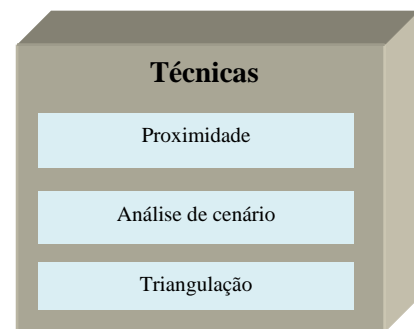 Técnicas
Proximidade
Análise de cenário
Triangulação